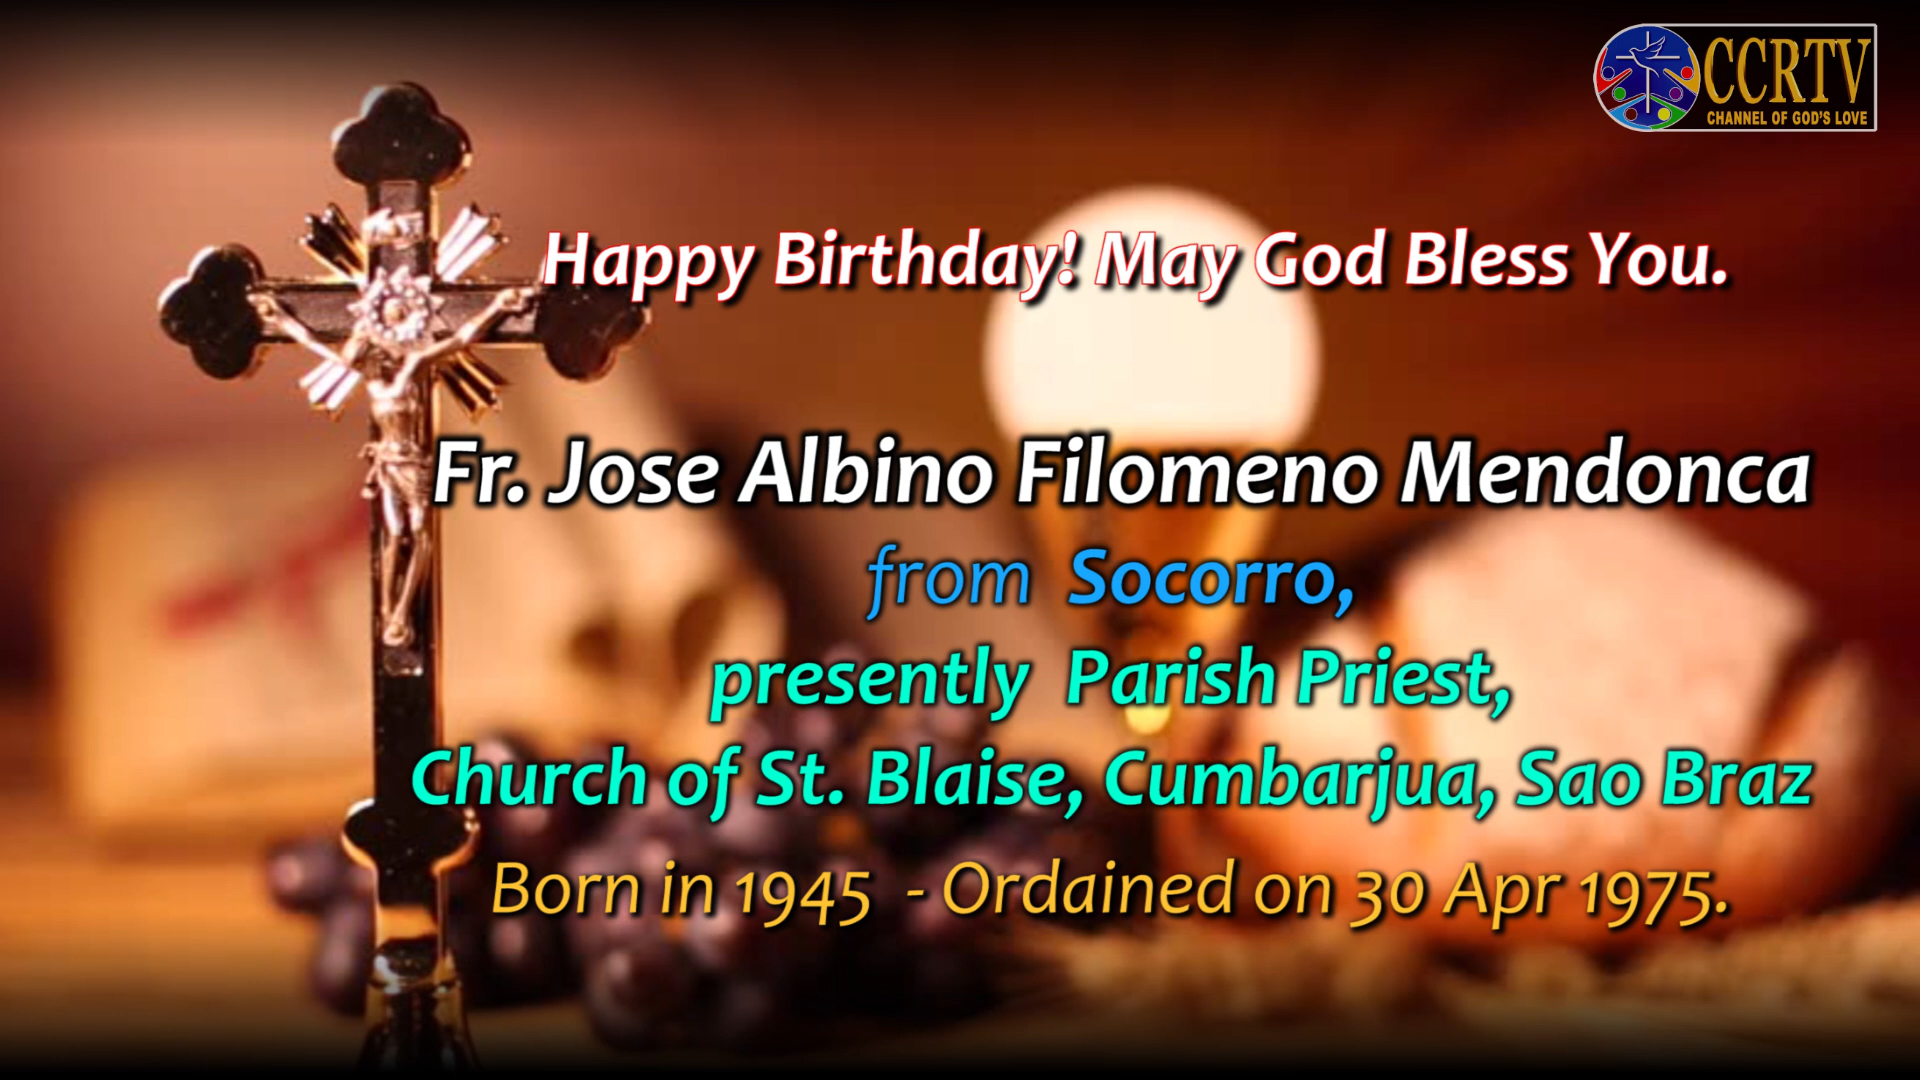 CCRTV
CHANNEL OF GOD'S LOVE
Happy Birthday! May God Bless You.
Fr. Jose Albino Filomeno Mendonca
from Socorro,
presently Parish Priest,
Church of St. Blaise, Cumbarjua, Sao Braz
Born in 1945 - Ordained on 30 Apr 1975.